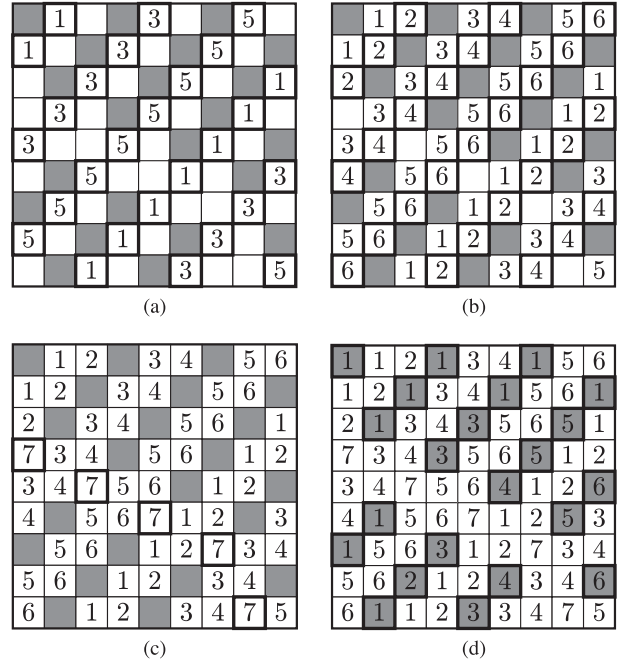 1 3 5
1 3 5
3 5 1
3 5 1
3 5 1
5 1 3
5 1 3
5 1 3
1 3 5
(a)
1 2 3 4 5 6
1 2 3 4 5 6
2 3 4 5 6 1
3 4 5 6 1 2
3 4 5 6 1 2
4 5 6 1 2 3
5 6 1 2 3 4
5 6 1 2 3 4
6 1 2 3 4 5
(b)
1 2 3 4 5 6
1 2 3 4 5 6
2 3 4 5 6 1
7 3 4 5 6 1 2
3 4 7 5 6 1 2
4 5 6 7 1 2 3
5 6 1 2 7 3 4
5 6 1 2 3 4
6 1 2 3 4 7 5
(c)
1 1 2 1 3 4 1 5 6
1 2 1 3 4 1 5 6 1
2 1 3 4 3 5 6 5 1
7 3 4 3 5 6 5 1 2
3 4 7 5 6 4 1 2 6
4 1 5 6 7 1 2 5 3
1 5 6 3 1 2 7 3 4
5 6 2 1 2 4 3 4 6
6 1 1 2 3 3 4 7 5
(d)